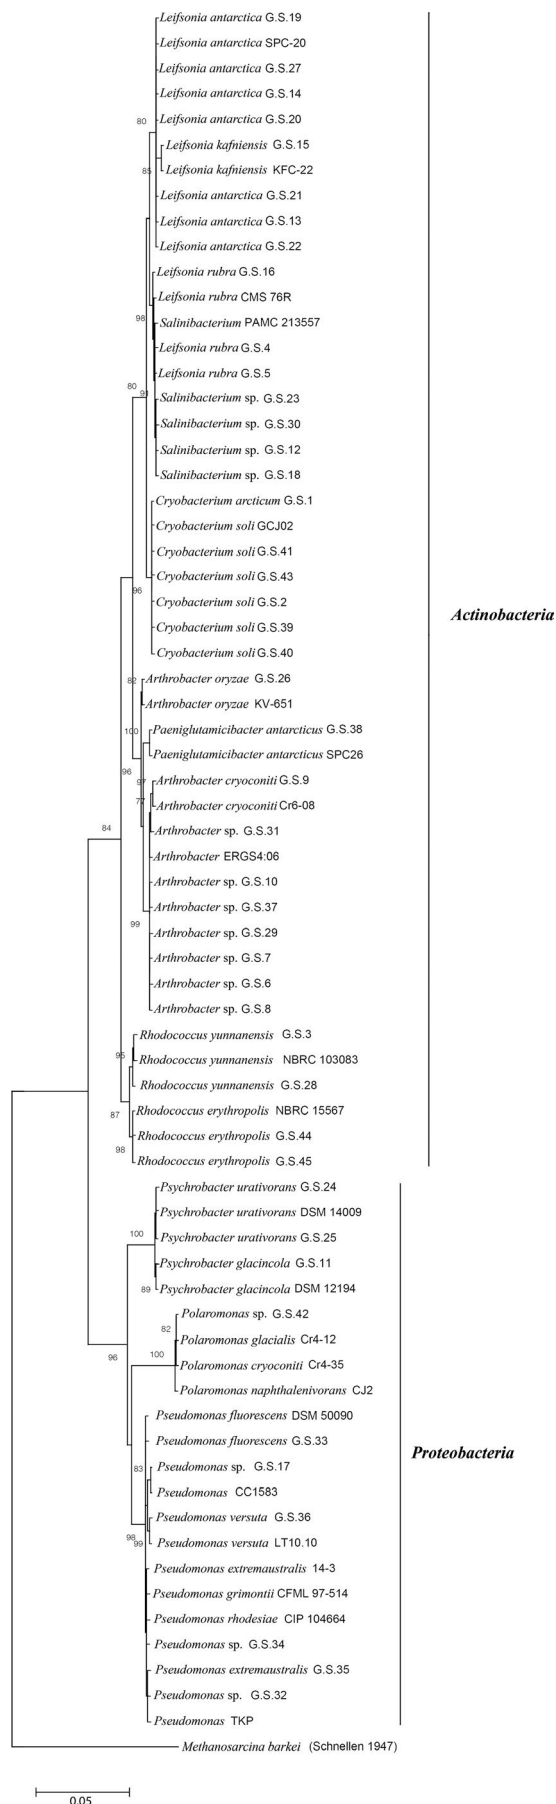 Leifsonia antarctica G.S.19
Leifsonia antarctica SPC-20
Leifsonia antarctica G.S.27
Leifsonia antarctica G.S.14
80
Leifsonia antarctica G.S.20
Leifsonia kafniensis G.S.15
85
Leifsonia kafniensis KFC-22
Leifsonia antarctica G.S.21
Leifsonia antarctica G.S.13
Leifsonia antarctica G.S.22
Leifsonia rubra G.S.16
Leifsonia rubra CMS 76R
98
Salinibacterium PAMC 213557
Leifsonia rubra G.S.4
Leifsonia rubra G.S.5
80
91
Salinibacterium sp. G.S.23
Salinibacterium sp. G.S.30
Salinibacterium sp. G.S.12
Salinibacterium sp. G.S.18
Cryobacterium arcticum G.S.1
Cryobacterium soli GCJ02
Cryobacterium soli G.S.41
Cryobacterium soli G.S.43
96
Cryobacterium soli G.S.2
Actinobacteria
Cryobacterium soli G.S.39
Cryobacterium soli G.S.40
82
Arthrobacter oryzae G.S.26
Arthrobacter oryzae KV-651
100
Paeniglutamicibacter antarcticus G.S.38
Paeniglutamicibacter antarcticus SPC26
96
97
Arthrobacter cryoconiti G.S.9
77
Arthrobacter cryoconiti Cr6-08
84
Arthrobacter sp. G.S.31
Arthrobacter ERGS4:06
Arthrobacter sp. G.S.10
Arthrobacter sp. G.S.37
99
Arthrobacter sp. G.S.29
Arthrobacter sp. G.S.7
Arthrobacter sp. G.S.6
Arthrobacter sp. G.S.8
Rhodococcus yunnanensis G.S.3
95
Rhodococcus yunnanensis NBRC 103083
Rhodococcus yunnanensis G.S.28
87
Rhodococcus erythropolis NBRC 15567
Rhodococcus erythropolis G.S.44
98
Rhodococcus erythropolis G.S.45
Psychrobacter urativorans G.S.24
Psychrobacter urativorans DSM 14009
100
Psychrobacter urativorans G.S.25
Psychrobacter glacincola G.S.11
89
Psychrobacter glacincola DSM 12194
Polaromonas sp. G.S.42
82
Polaromonas glacialis Cr4-12
96
100
Polaromonas cryoconiti Cr4-35
Polaromonas naphthalenivorans CJ2
Pseudomonas fluorescens DSM 50090
Pseudomonas fluorescens G.S.33
Proteobacteria
83
Pseudomonas sp. G.S.17
Pseudomonas CC1583
Pseudomonas versuta G.S.36
98
99
Pseudomonas versuta LT10.10
Pseudomonas extremaustralis 14-3
Pseudomonas grimontii CFML 97-514
Pseudomonas rhodesiae CIP 104664
Pseudomonas sp. G.S.34
Pseudomonas extremaustralis G.S.35
Pseudomonas sp. G.S.32
Pseudomonas TKP
Methanosarcina barkei (Schnellen 1947)
0.05